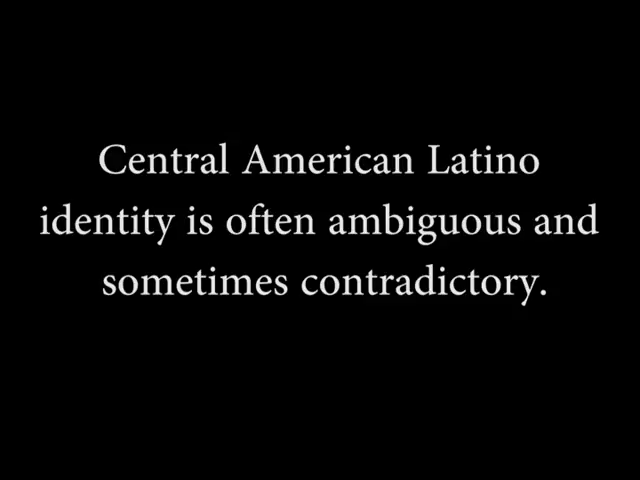 Central American Latino
identity is often ambiguous and
sometimes contradictory.